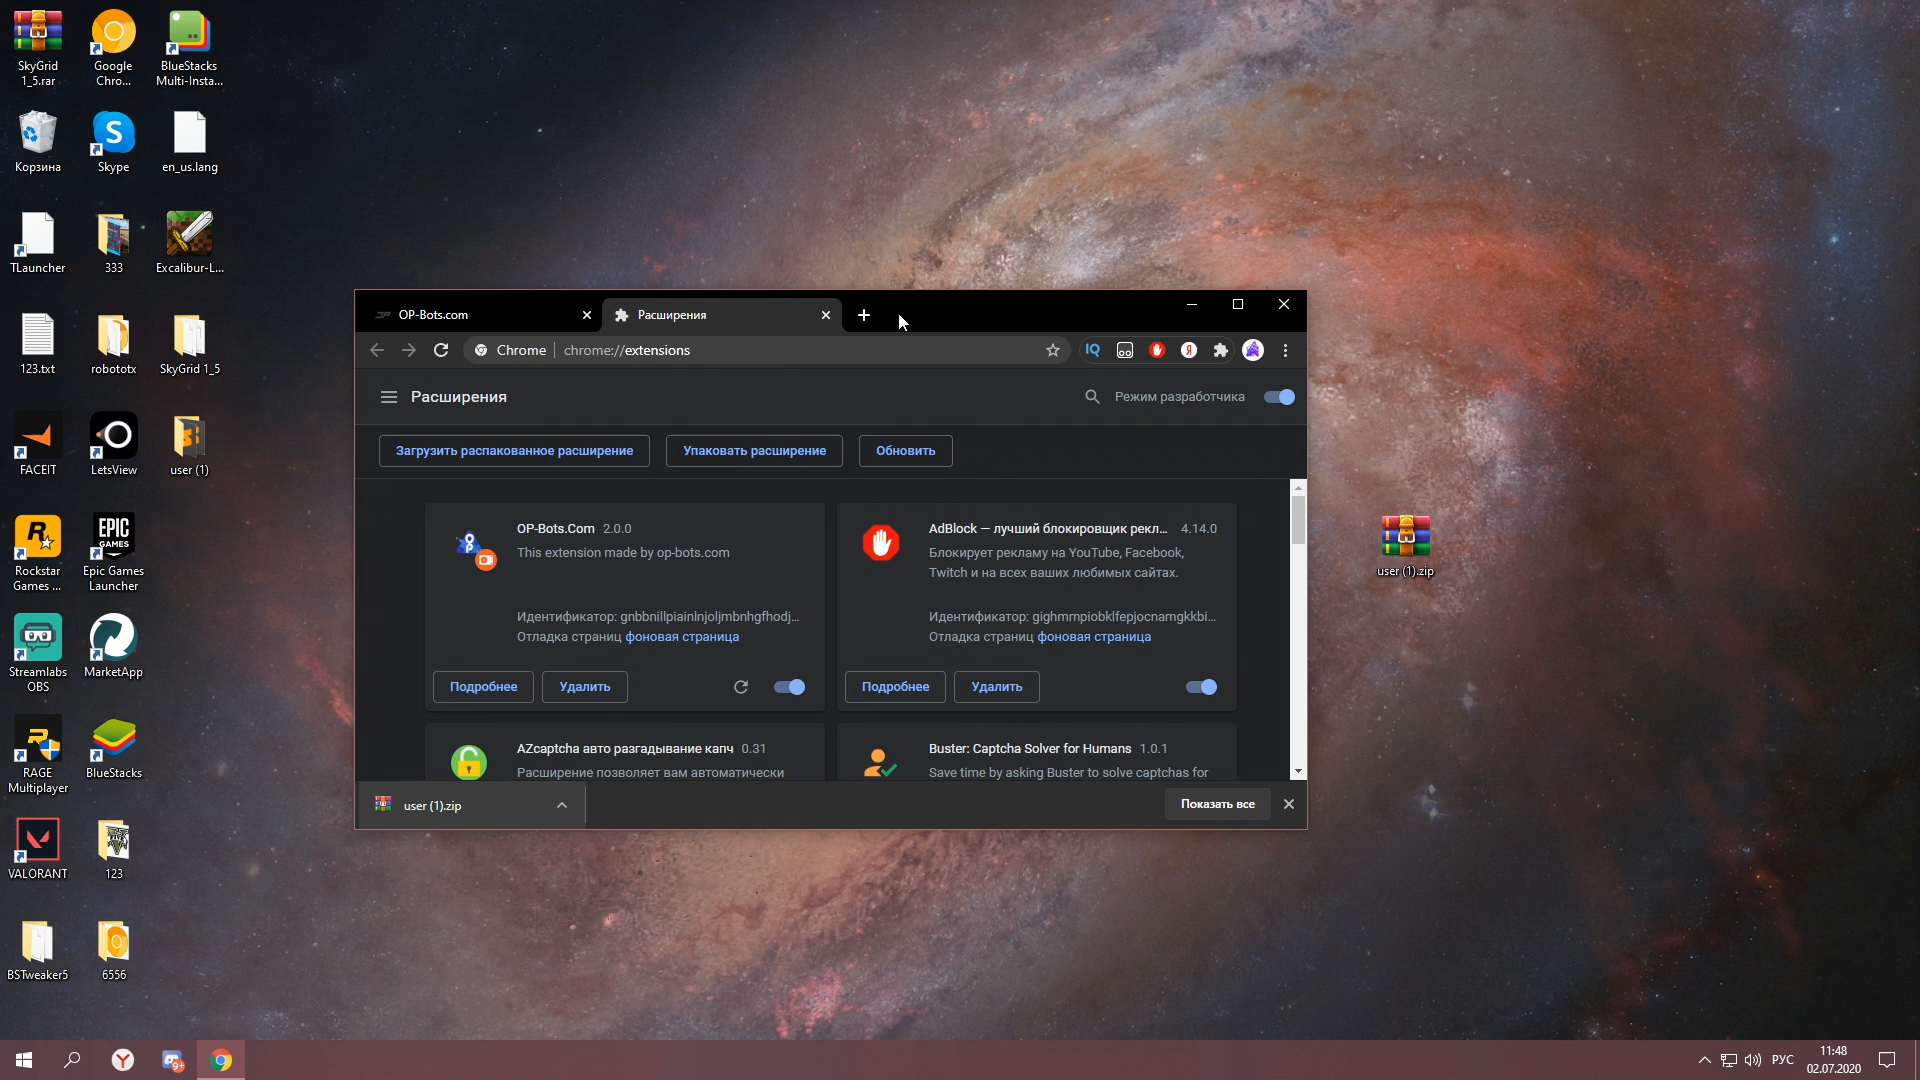 SkyGrid
1_5.rar
Google
Chro...
BlueStacks
Multi-Insta...
Корзина
Skype
en_us.lang
TLauncher
333
Excalibur-L...
123.txt
robototx
SkyGrid 1_5
FACEIT
LetsView
user (1)
Rockstar
Games ...
EPIC
GAMES
Epic Games
Launcher
Streamlabs
OBS
MarketApp
RAGE
Multiplayer
BlueStacks
VALORANT
123
BSTweaker5
6556
OP-Bots.com
Расширения
Chrome
chrome://extensions
IQ
Я
Расширения
Режим разработчика
Загрузить распакованное расширение
Упаковать расширение
Обновить
OP-Bots.Com 2.0.0
This extension made by op-bots.com
Идентификатор: gnbbnillpiainlnjoljmbnhgfhodj...
Отладка страниц фоновая страница
Подробнее
Удалить
AdBlock — лучший блокировщик рекл... 4.14.0
Блокирует рекламу на YouTube, Facebook,
Twitch и на всех ваших любимых сайтах.
Идентификатор: gighmmpiobklfepjocnamgkkbi...
Отладка страниц фоновая страница
Подробнее
Удалить
AZcaptcha авто разгадывание капч 0.31
Расширение позволяет вам автоматически
Buster: Captcha Solver for Humans 1.0.1
Save time by asking Buster to solve captchas for
user (1).zip
Показать все
user (1).zip
9+
РУС
11:48
02.07.2020